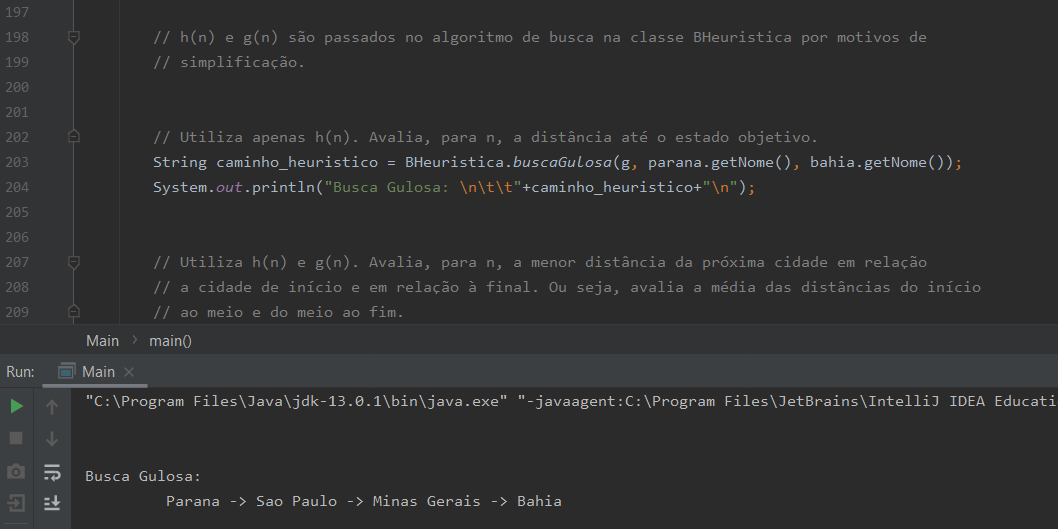 197
198 // h(n) e g(n) são passados no algoritmo de busca na classe BHeuristica por motivos de
199 // simplificação.
200
201
202 // Utiliza apenas h(n). Avalia, para n, a distância até o estado objetivo.
203 String caminho_heuristico = BHeuristica.buscaGulosa(g, parana.getNome(), bahia.getNome());
204 System.out.println("Busca Gulosa: \n\t\t"+caminho_heuristico+"\n");
205
206
207 // Utiliza h(n) e g(n). Avalia, para n, a menor distância da próxima cidade em relação
208 // a cidade de início e em relação à final. Ou seja, avalia a média das distâncias do início
209 // ao meio e do meio ao fim.
Main > main()
Run: Main ×
"C:\Program Files\Java\jdk-13.0.1\bin\java.exe" "-javaagent:C:\Program Files\JetBrains\IntelliJ IDEA Educati
Busca Gulosa:
Parana -> Sao Paulo -> Minas Gerais -> Bahia